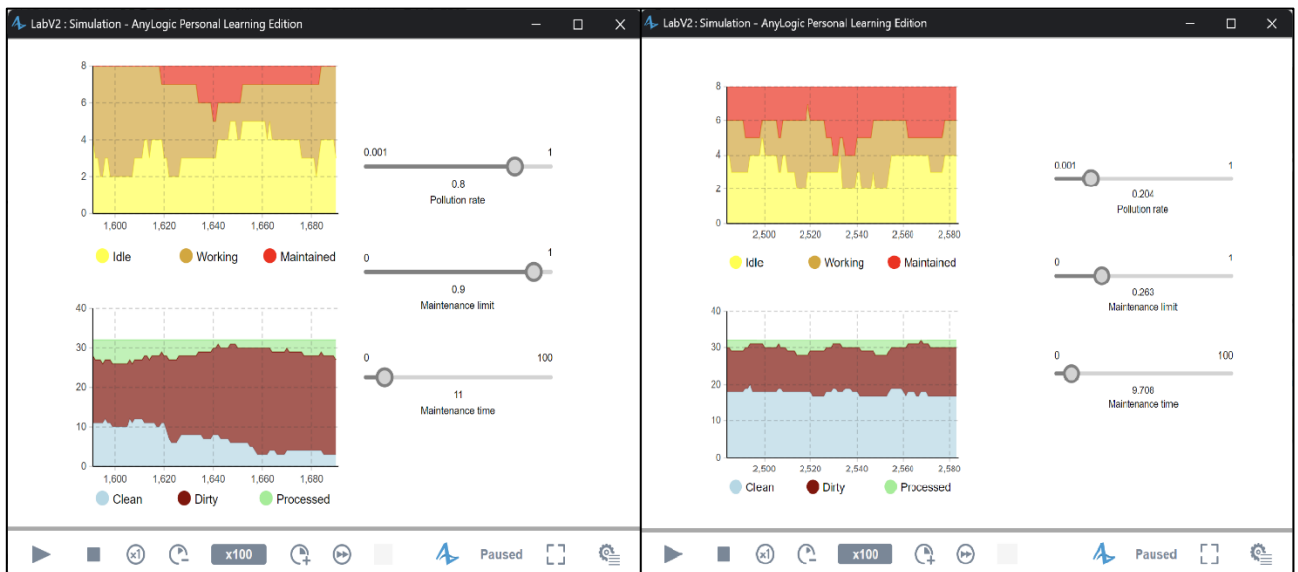 LabV2 : Simulation - AnyLogic Personal Learning Edition
8
6
4
2
0
1,600 1,620 1,640 1,660 1,680
Idle Working Maintained
40
30
20
10
0
1,600 1,620 1,640 1,660 1,680
Clean Dirty Processed
0.001 1
0.8
Pollution rate
0 1
0.9
Maintenance limit
0 100
11
Maintenance time
x1 x100 Paused
LabV2 : Simulation - AnyLogic Personal Learning Edition
8
6
4
2
0
2,500 2,520 2,540 2,560 2,580
Idle Working Maintained
40
30
20
10
0
2,500 2,520 2,540 2,560 2,580
Clean Dirty Processed
0.001 1
0.204
Pollution rate
0 1
0.263
Maintenance limit
0 100
9.708
Maintenance time
x1 x100 Paused